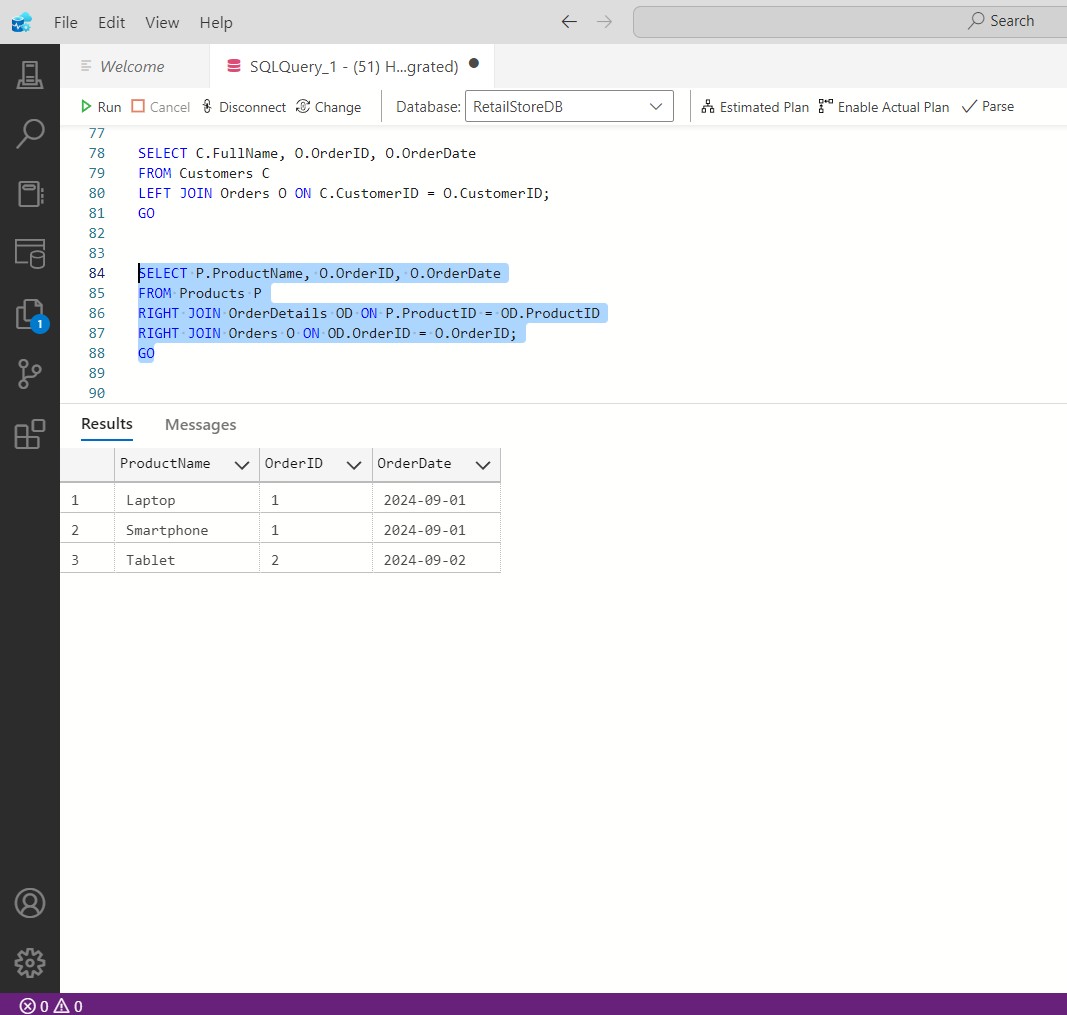 File Edit View Help Search
Welcome SQLQuery_1 - (51) H...grated)
Run Cancel Disconnect Change Database: RetailStoreDB Estimated Plan Enable Actual Plan Parse
77
78 SELECT C.FullName, O.OrderID, O.OrderDate
79 FROM Customers C
80 LEFT JOIN Orders O ON C.CustomerID = O.CustomerID;
81 GO
82
83
84 SELECT P.ProductName, O.OrderID, O.OrderDate
85 FROM Products P
86 RIGHT JOIN OrderDetails OD ON P.ProductID = OD.ProductID
87 RIGHT JOIN Orders O ON OD.OrderID = O.OrderID;
88 GO
89
90
1
Results Messages
ProductName OrderID OrderDate
1 Laptop 1 2024-09-01
2 Smartphone 1 2024-09-01
3 Tablet 2 2024-09-02
0 0